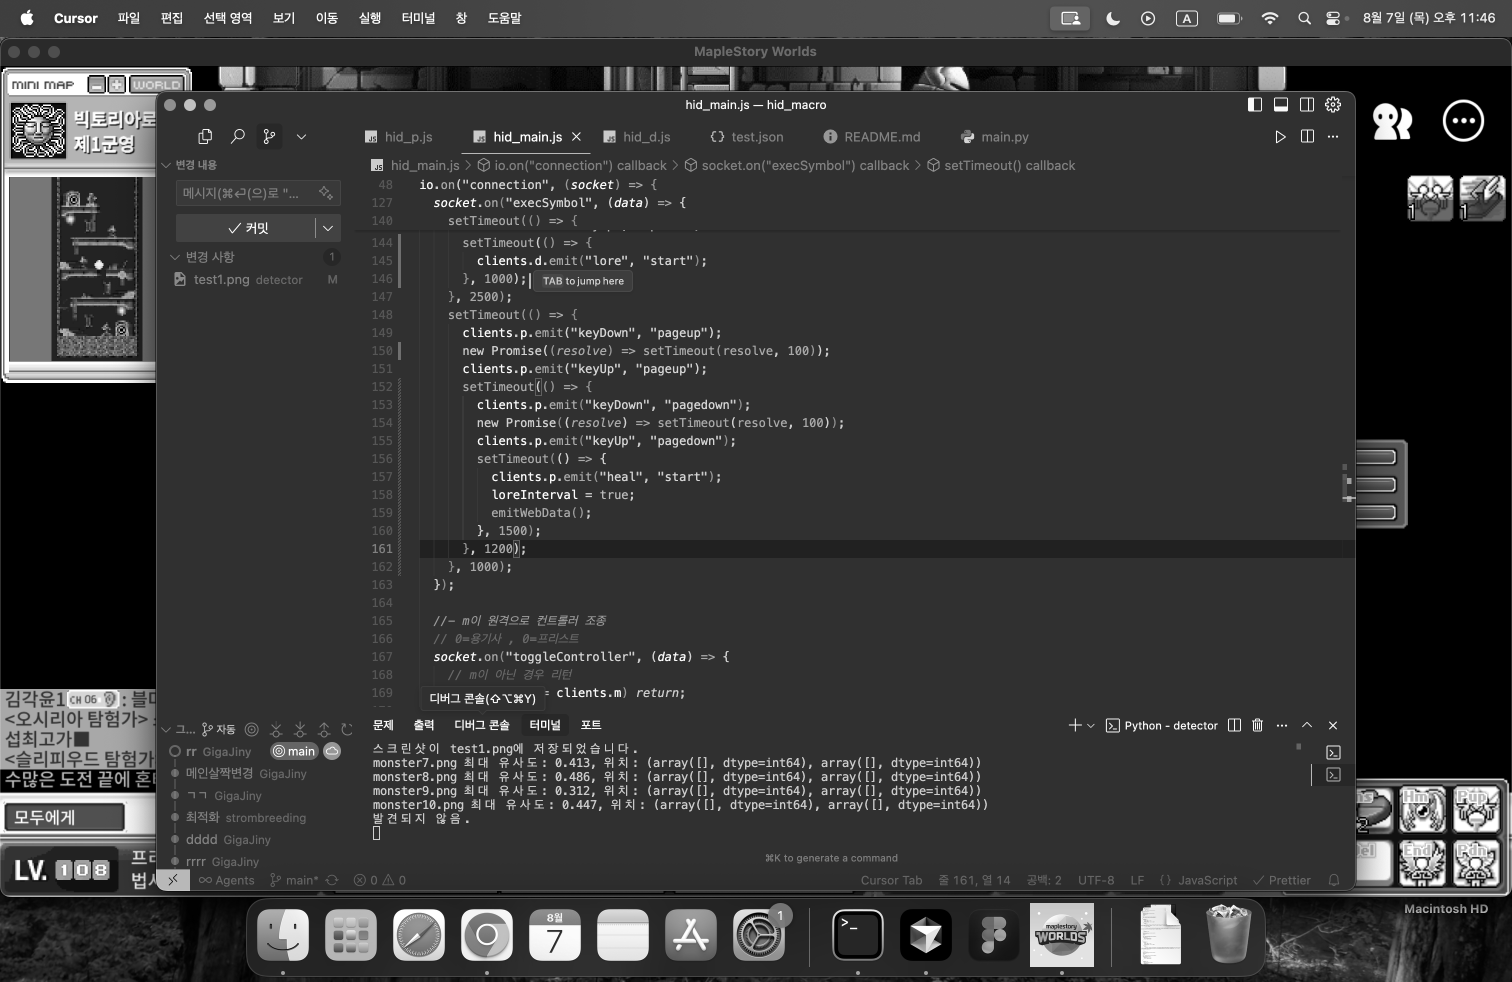 Cursor 파일 편집 선택 영역 보기 이동 실행 터미널 창 도움말 A 8월 7일 (목) 오후 11:46
MapleStory Worlds
MINI MAP WORLD
빅토리아로
제1군영
hid_main.js — hid_macro
hid_p.js hid_main.js hid_d.js test.json README.md main.py
hid_main.js > io.on("connection") callback > socket.on("execSymbol") callback > setTimeout() callback
변경 내용
메시지(⌘⏎(으)로 "...
커밋
변경 사항 1
test1.png detector M
48 io.on("connection", (socket) => {
127 socket.on("execSymbol", (data) => {
140 setTimeout(() => {
144 setTimeout(() => {
145 clients.d.emit("lore", "start");
146 }, 1000); TAB to jump here
147 }, 2500);
148 setTimeout(() => {
149 clients.p.emit("keyDown", "pageup");
150 new Promise((resolve) => setTimeout(resolve, 100));
151 clients.p.emit("keyUp", "pageup");
152 setTimeout(() => {
153 clients.p.emit("keyDown", "pagedown");
154 new Promise((resolve) => setTimeout(resolve, 100));
155 clients.p.emit("keyUp", "pagedown");
156 setTimeout(() => {
157 clients.p.emit("heal", "start");
158 loreInterval = true;
159 emitWebData();
160 }, 1500);
161 }, 1200);
162 }, 1000);
163 });
164
165 //- m이 원격으로 컨트롤러 조종
166 // 0=용기사 , 0=프리스트
167 socket.on("toggleController", (data) => {
168 // m이 아닌 경우 리턴
169 = clients.m) return;
디버그 콘솔(⇧⌥⌘Y)
문제 출력 디버그 콘솔 터미널 포트 Python - detector
스크린샷이 test1.png에 저장되었습니다.
monster7.png 최대 유사도: 0.413, 위치: (array([], dtype=int64), array([], dtype=int64))
monster8.png 최대 유사도: 0.486, 위치: (array([], dtype=int64), array([], dtype=int64))
monster9.png 최대 유사도: 0.312, 위치: (array([], dtype=int64), array([], dtype=int64))
monster10.png 최대 유사도: 0.447, 위치: (array([], dtype=int64), array([], dtype=int64))
발견되지 않음.
⌘K to generate a command
그... 자동
rr GigaJiny main
메인살짝변경 GigaJiny
ㄱㄱ GigaJiny
최적화 strombreeding
dddd GigaJiny
rrrr GigaJiny
Agents main* 0 0 Cursor Tab 줄 161, 열 14 공백: 2 UTF-8 LF {} JavaScript Prettier
김각윤1 CH 06 : 블
<오시리아 탐험가>
섭최고가■
<슬리피우드 탐험가
수많은 도전 끝에
모두에게
LV. 108
1 1
Hm Pup
2
End Pdn
8월
7
1
maplestory WORLDS
Macintosh HD